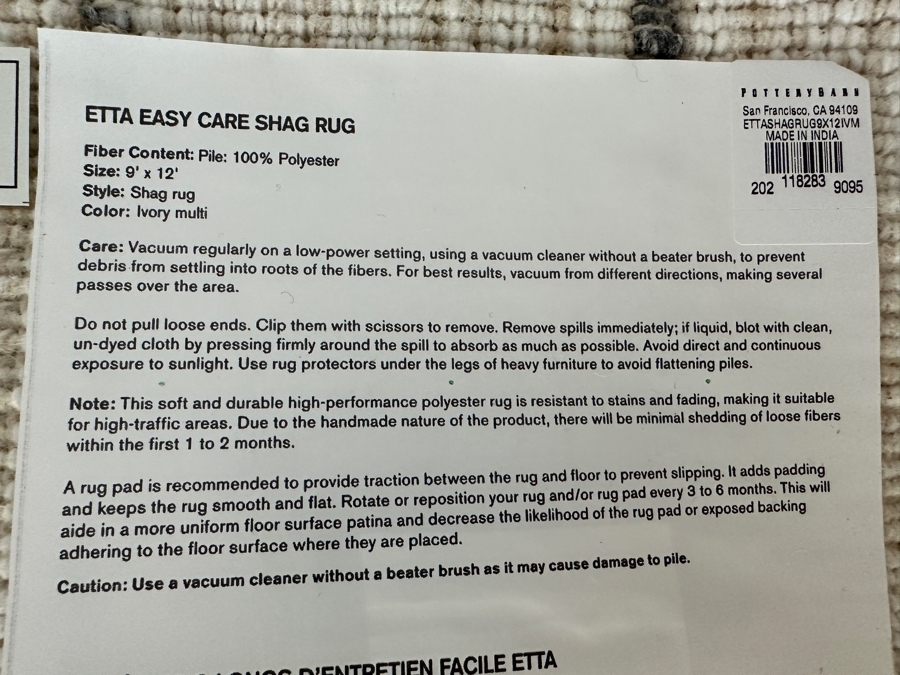 ETTA EASY CARE SHAG RUG
Fiber Content: Pile: 100% Polyester
Size: 9' x 12'
Style: Shag rug
Color: Ivory multi
POTTERY BARN
San Francisco, CA 94109
ETTASHAGRUG9X12IVM
MADE IN INDIA
202 118283 9095
Care: Vacuum regularly on a low-power setting, using a vacuum cleaner without a beater brush, to prevent
debris from settling into roots of the fibers. For best results, vacuum from different directions, making several
passes over the area.
Do not pull loose ends. Clip them with scissors to remove. Remove spills immediately; if liquid, blot with clean,
un-dyed cloth by pressing firmly around the spill to absorb as much as possible. Avoid direct and continuous
exposure to sunlight. Use rug protectors under the legs of heavy furniture to avoid flattening piles.
Note: This soft and durable high-performance polyester rug is resistant to stains and fading, making it suitable
for high-traffic areas. Due to the handmade nature of the product, there will be minimal shedding of loose fibers
within the first 1 to 2 months.
A rug pad is recommended to provide traction between the rug and floor to prevent slipping. It adds padding
and keeps the rug smooth and flat. Rotate or reposition your rug and/or rug pad every 3 to 6 months. This will
aide in a more uniform floor surface patina and decrease the likelihood of the rug pad or exposed backing
adhering to the floor surface where they are placed.
Caution: Use a vacuum cleaner without a beater brush as it may cause damage to pile.
D'ENTRETIEN FACILE ETTA